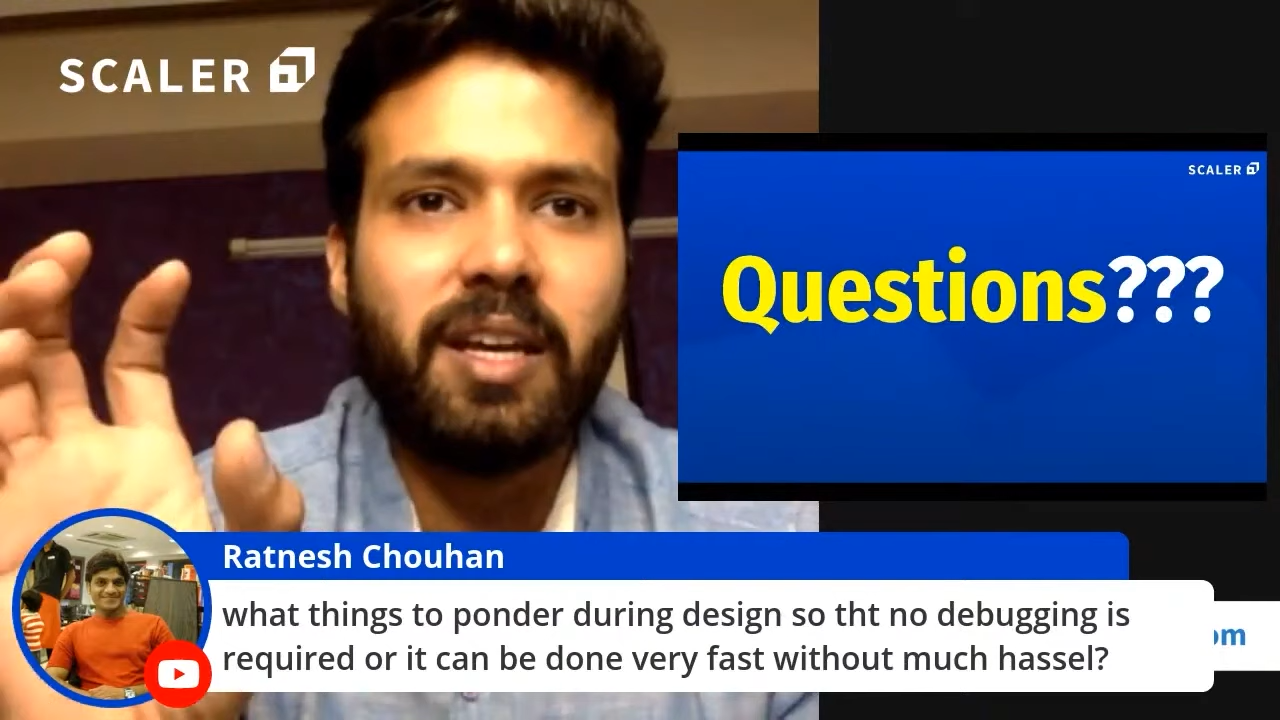 SCALER
SCALER
Questions???
Ratnesh Chouhan
what things to ponder during design so tht no debugging is
required or it can be done very fast without much hassel?
om